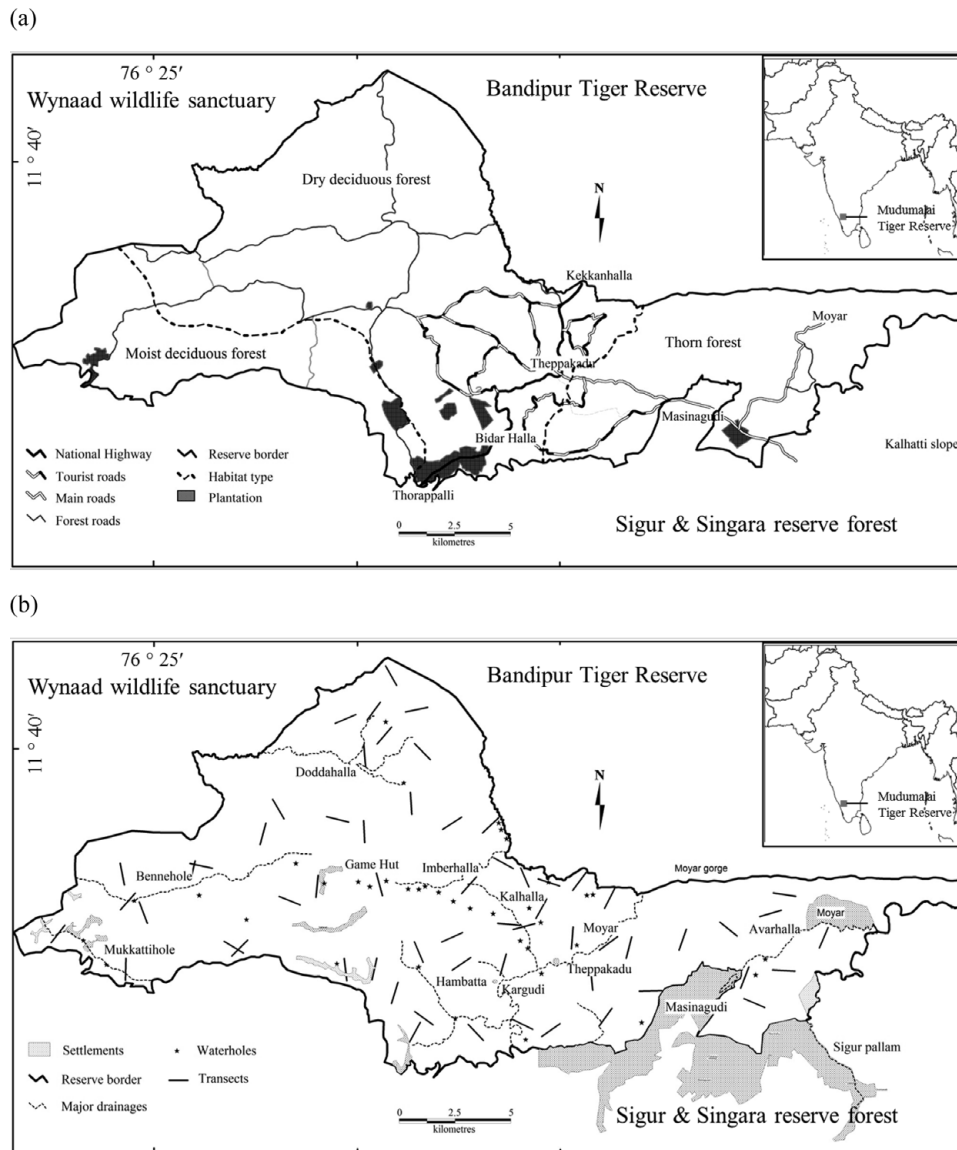 (a)
76 ° 25′
Wynaad wildlife sanctuary
Bandipur Tiger Reserve
11 ° 40′
Dry deciduous forest
N
Mudumalai
Tiger Reserve
Kekkanhalla
Moyar
Moist deciduous forest
Theppakadu
Thorn forest
Masinagudi
Bidar Halla
Kalhatti slope
National Highway
Reserve border
Tourist roads
Habitat type
Main roads
Plantation
Forest roads
Thorappalli
0 2.5 5
kilometres
Sigur & Singara reserve forest
(b)
76 ° 25′
Wynaad wildlife sanctuary
Bandipur Tiger Reserve
11 ° 40′
Doddahalla
N
Mudumalai
Tiger Reserve
Game Hut
Imberhalla
Moyar gorge
Bennehole
Kalhalla
Moyar
Moyar
Avarhalla
Mukkattihole
Theppakadu
Hambatta
Kargudi
Masinagudi
Settlements
Waterholes
Sigur pallam
Reserve border
Transects
Major drainages
0 2.5 5
kilometres
Sigur & Singara reserve forest